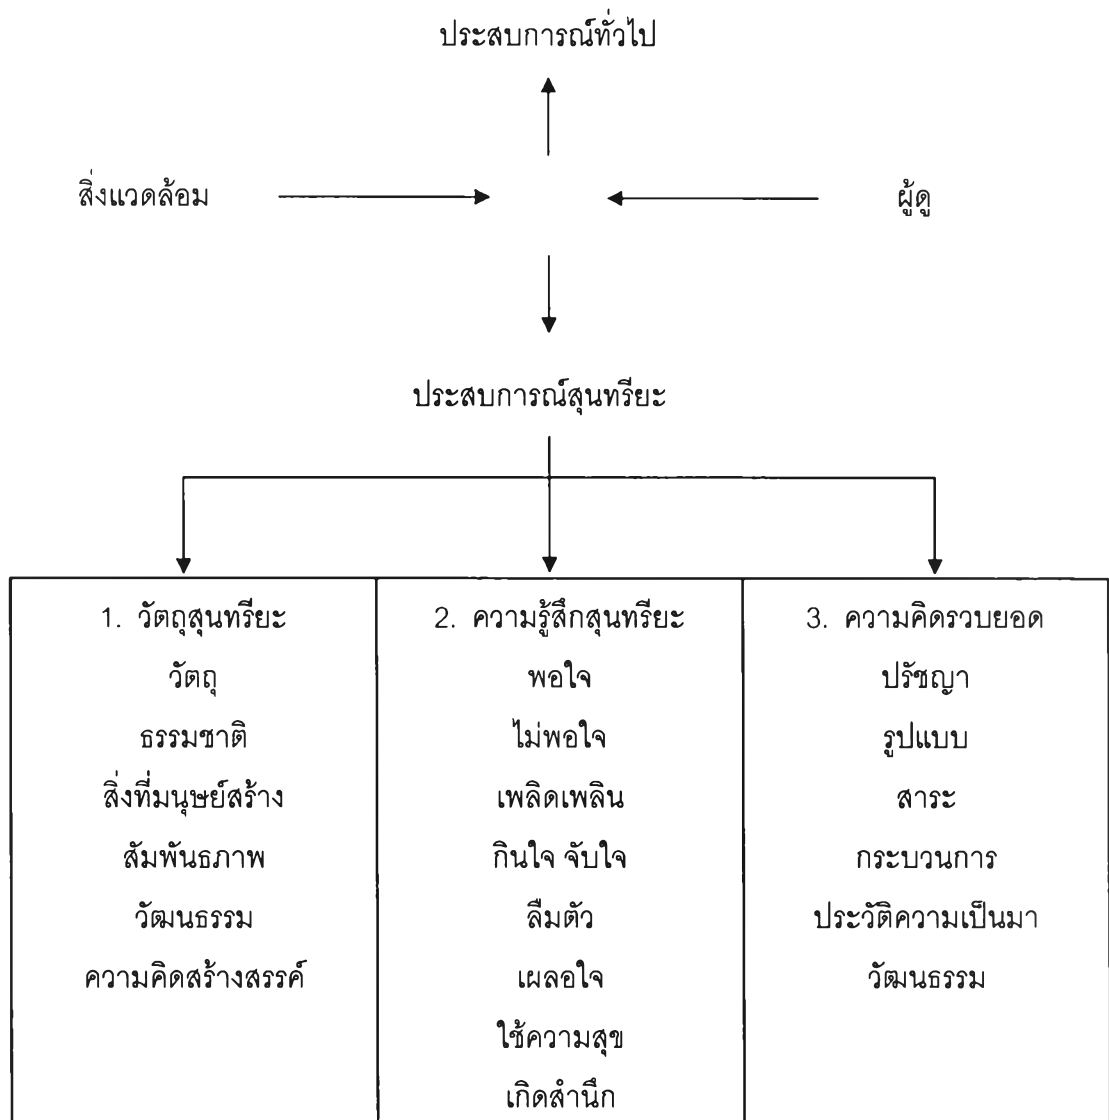 ประสบการณ์ทั่วไป
สิ่งแวดล้อม
ผู้ดู
ประสบการณ์สุนทรียะ
1. วัตถุสุนทรียะ
วัตถุ
ธรรมชาติ
สิ่งที่มนุษย์สร้าง
สัมพันธภาพ
วัฒนธรรม
ความคิดสร้างสรรค์
2. ความรู้สึกสุนทรียะ
พอใจ
ไม่พอใจ
เพลิดเพลิน
กินใจ จับใจ
ลืมตัว
เผลอใจ
ใช้ความสุข
เกิดสำนึก
3. ความคิดรวบยอด
ปรัชญา
รูปแบบ
สาระ
กระบวนการ
ประวัติความเป็นมา
วัฒนธรรม